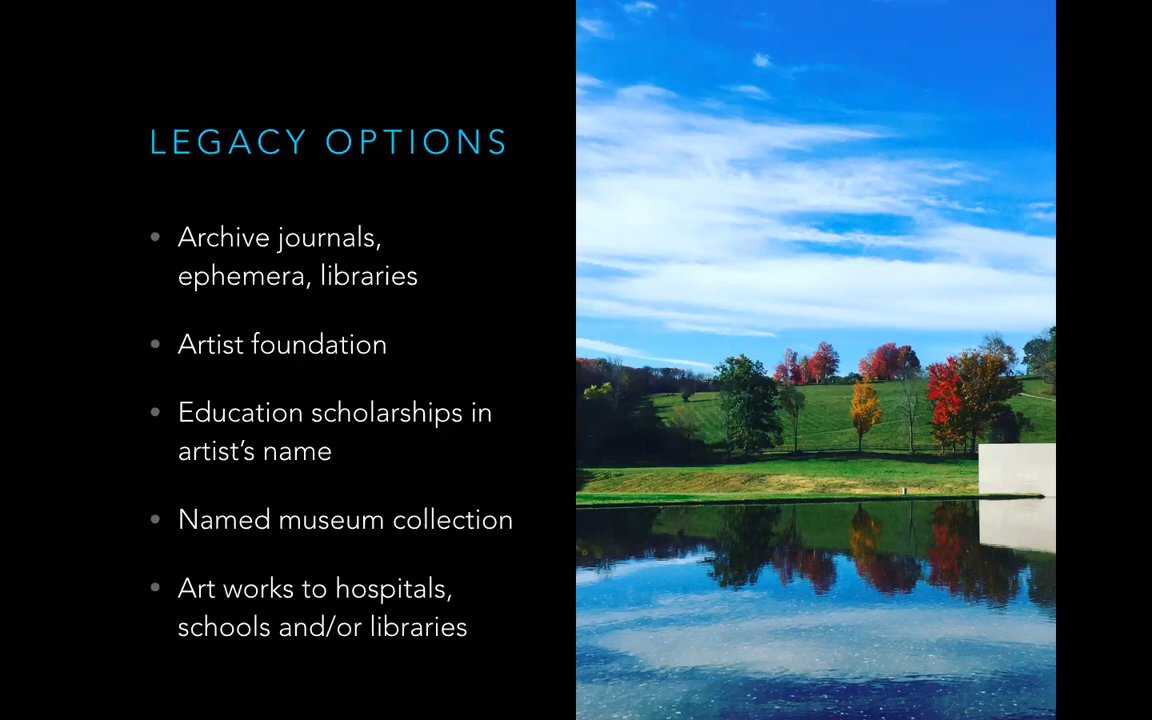 LEGACY OPTIONS
• Archive journals,
ephemera, libraries
• Artist foundation
• Education scholarships in
artist’s name
• Named museum collection
• Art works to hospitals,
schools and/or libraries